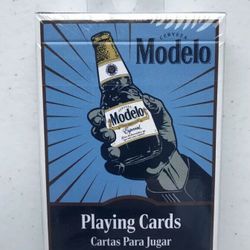 CERVEZA
Modelo
Modelo
Especial
Playing Cards
Cartas Para Jugar